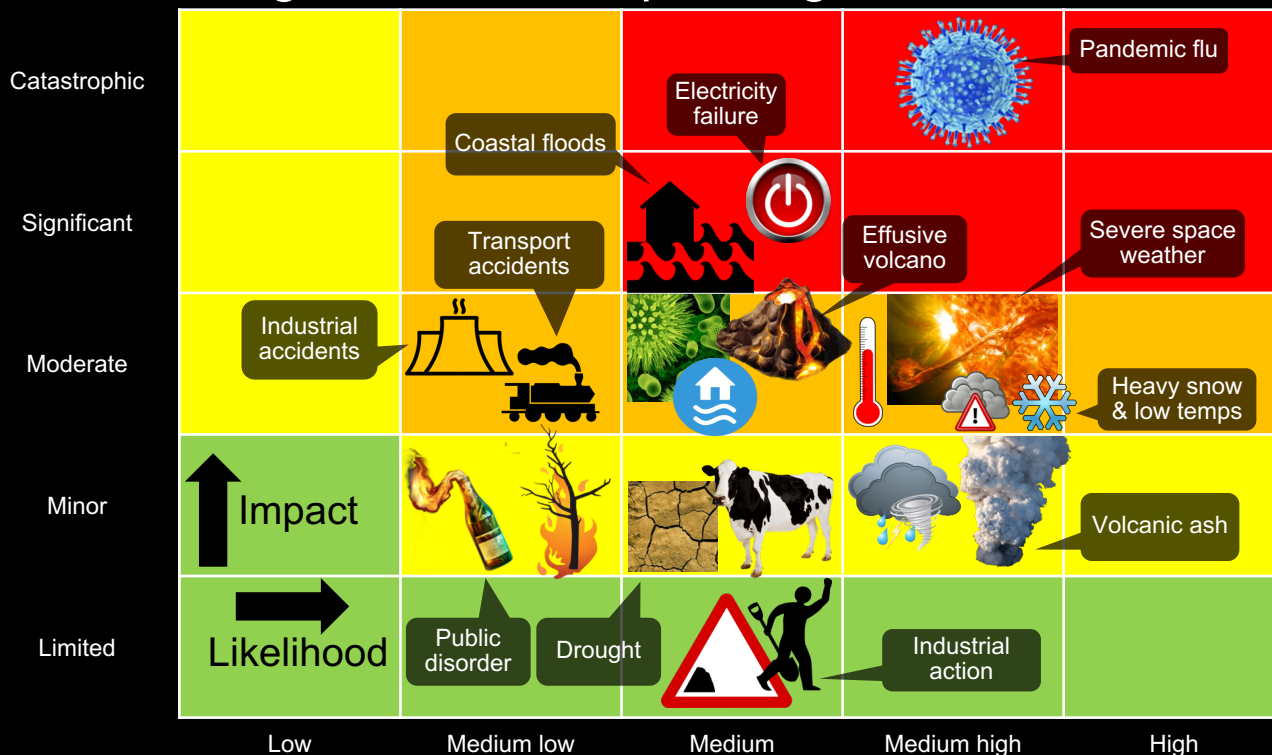 Catastrophic
Pandemic flu
Electricity
failure
Coastal floods
Significant
Transport
accidents
Effusive
volcano
Severe space
weather
Industrial
accidents
Moderate
Heavy snow
& low temps
!
Minor
Impact
Volcanic ash
Limited
Likelihood
Public
disorder
Drought
Industrial
action
Low
Medium low
Medium
Medium high
High